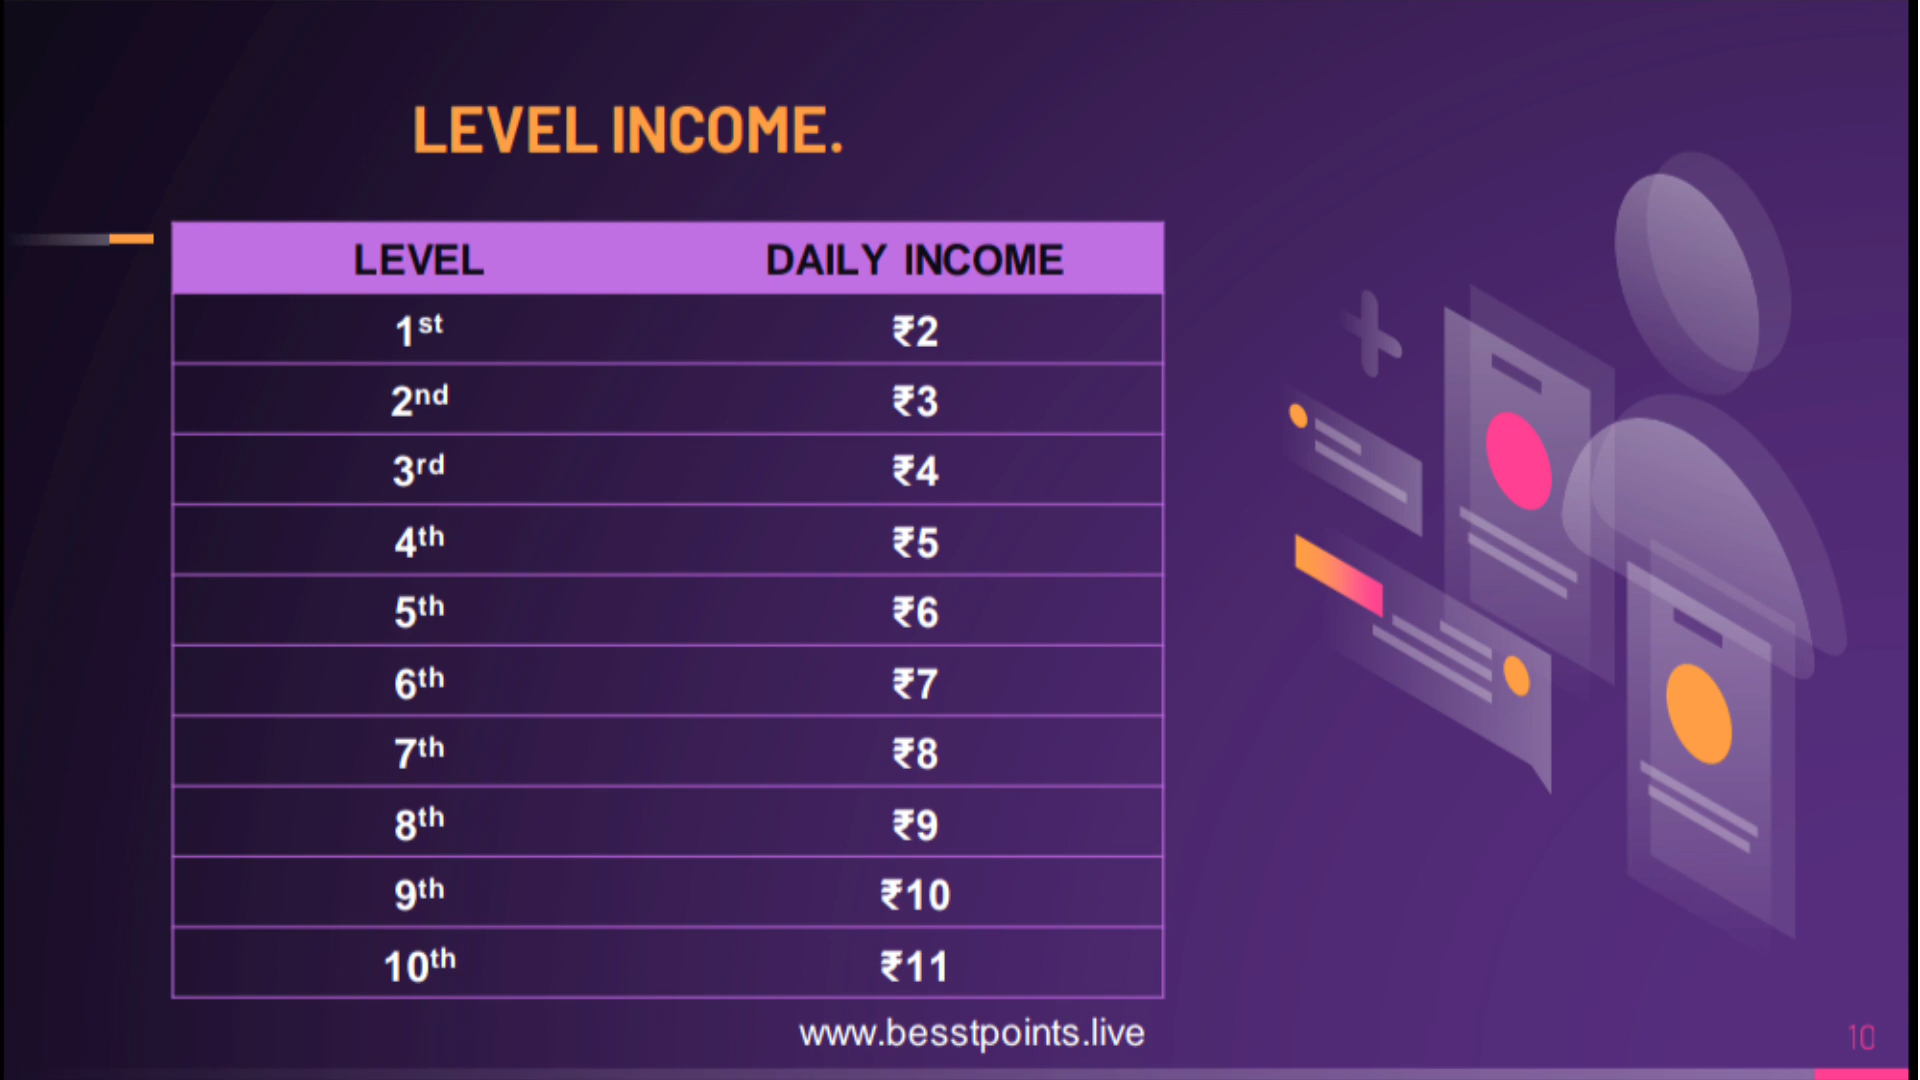 LEVEL INCOME.
LEVEL DAILY INCOME
1st ₹2
2nd ₹3
3rd ₹4
4th ₹5
5th ₹6
6th ₹7
7th ₹8
8th ₹9
9th ₹10
10th ₹11
www.besstpoints.live
10